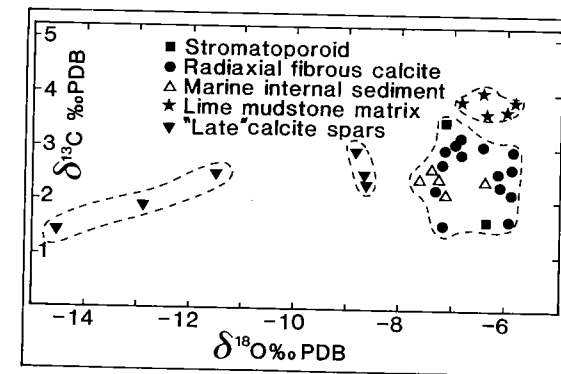 5
4
3
2
1
δ13C ‰PDB
■ Stromatoporoid
● Radiaxial fibrous calcite
△ Marine internal sediment
★ Lime mudstone matrix
▼ "Late" calcite spars
−14 −12 −10 −8 −6
δ18O‰PDB